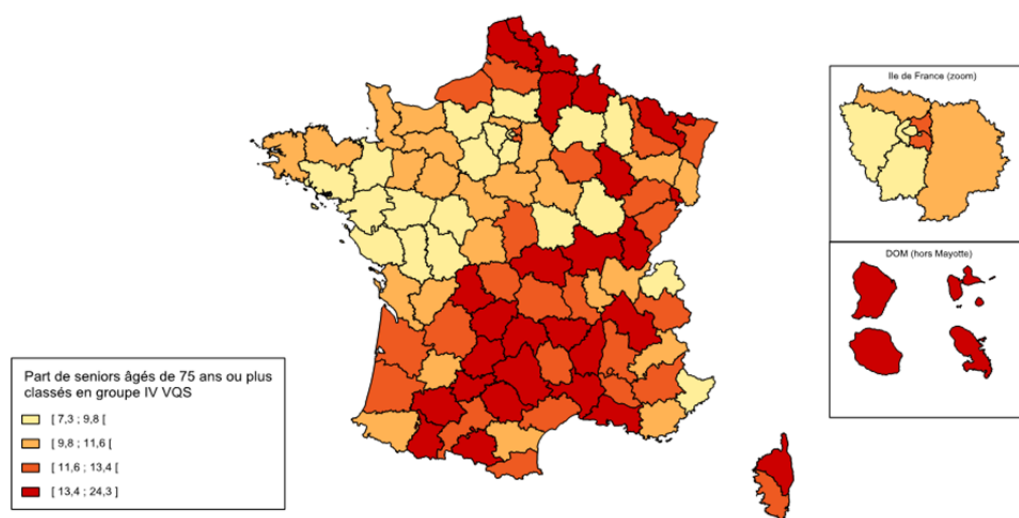 Ile de France (zoom)
DOM (hors Mayotte)
Part de seniors âgés de 75 ans ou plus
classés en groupe IV VQS
[ 7,3 ; 9,8 [
[ 9,8 ; 11,6 [
[ 11,6 ; 13,4 [
[ 13,4 ; 24,3 ]